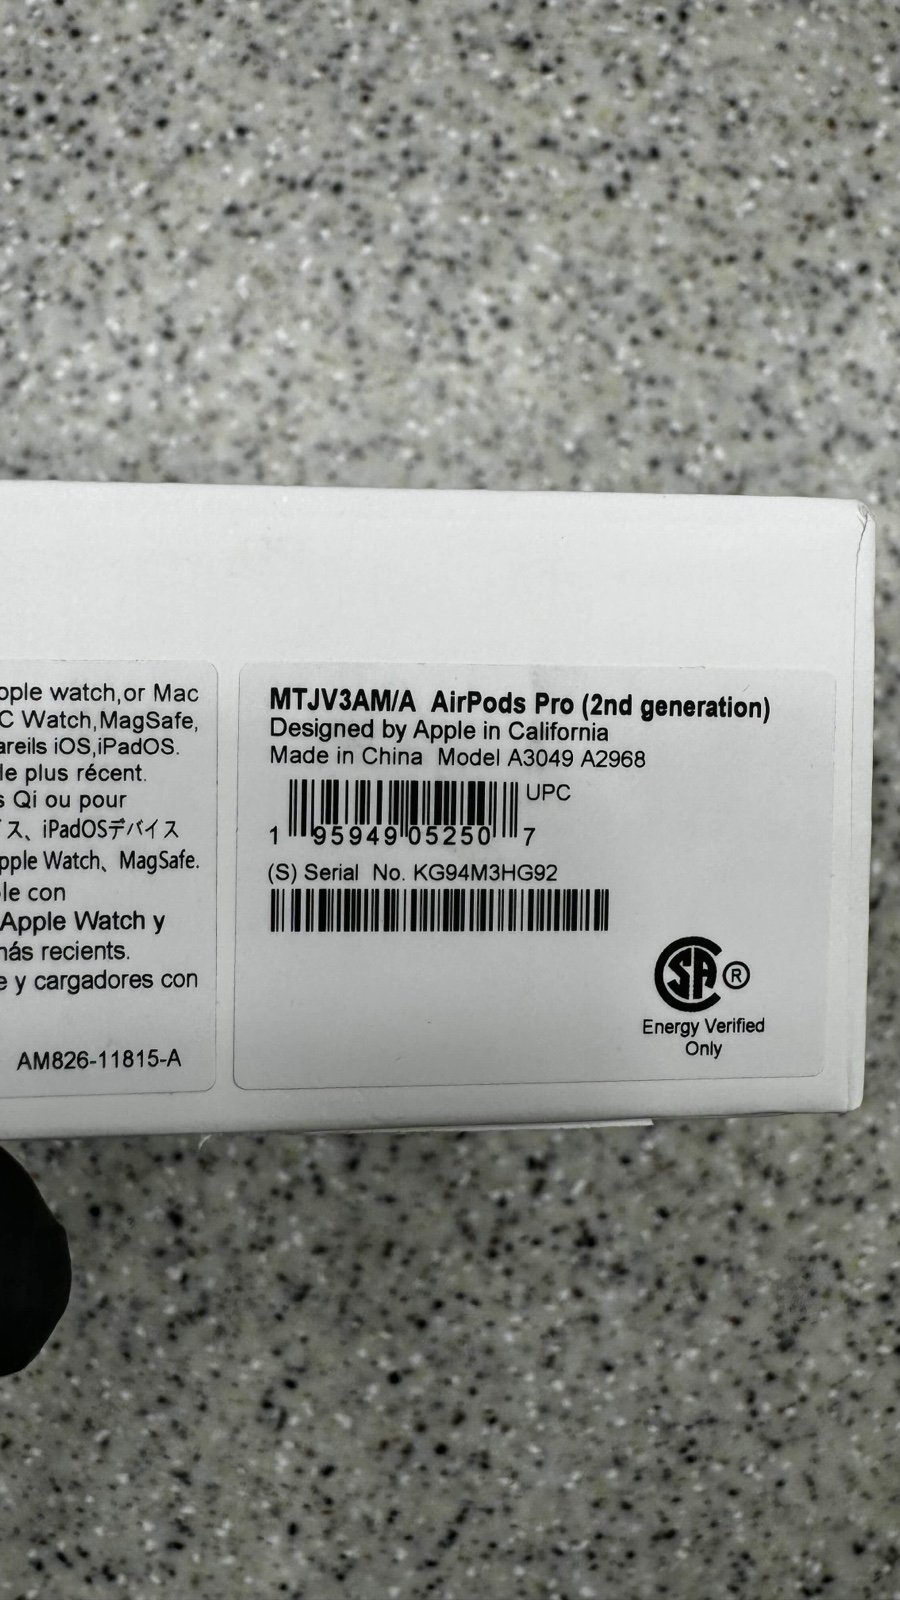 ople watch,or Mac
C Watch,MagSafe,
areils iOS,iPadOS.
le plus récent.
s Qi ou pour
ス、iPadOSデバイス
pple Watch、MagSafe.
le con
Apple Watch y
nás recients.
e y cargadores con
AM826-11815-A
MTJV3AM/A AirPods Pro (2nd generation)
Designed by Apple in California
Made in China Model A3049 A2968
UPC
1 95949 05250 7
(S) Serial No. KG94M3HG92
SA ®
Energy Verified
Only